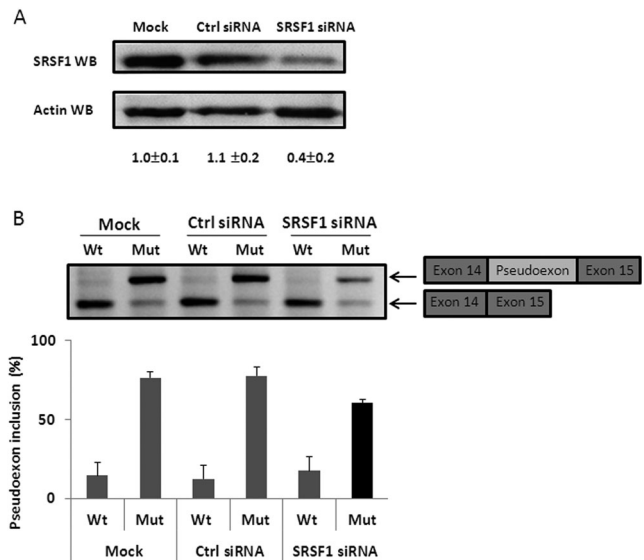 A
Mock Ctrl siRNA SRSF1 siRNA
SRSF1 WB
Actin WB
1.0±0.1 1.1 ±0.2 0.4±0.2
B
Mock Ctrl siRNA SRSF1 siRNA
Wt Mut Wt Mut Wt Mut
Exon 14 Pseudoexon Exon 15
Exon 14 Exon 15
Pseudoexon inclusion (%)
100
50
0
Wt Mut Wt Mut Wt Mut
Mock Ctrl siRNA SRSF1 siRNA